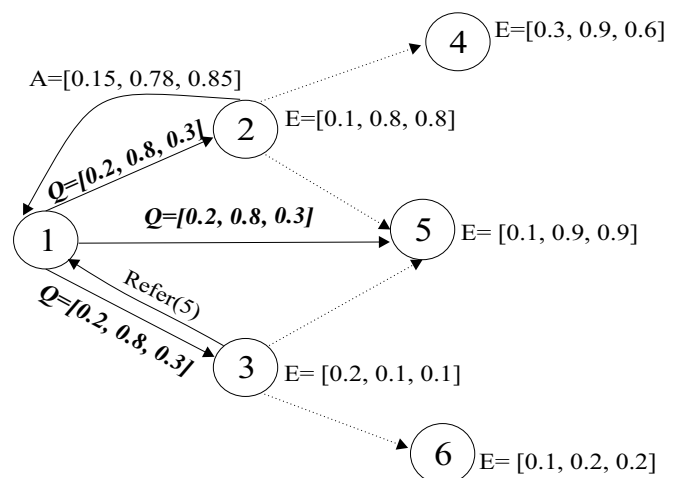 4
E=[0.3, 0.9, 0.6]
A=[0.15, 0.78, 0.85]
2
E=[0.1, 0.8, 0.8]
Q=[0.2, 0.8, 0.3]
Q=[0.2, 0.8, 0.3]
5
E= [0.1, 0.9, 0.9]
1
Refer(5)
Q=[0.2, 0.8, 0.3]
3
E= [0.2, 0.1, 0.1]
6
E= [0.1, 0.2, 0.2]